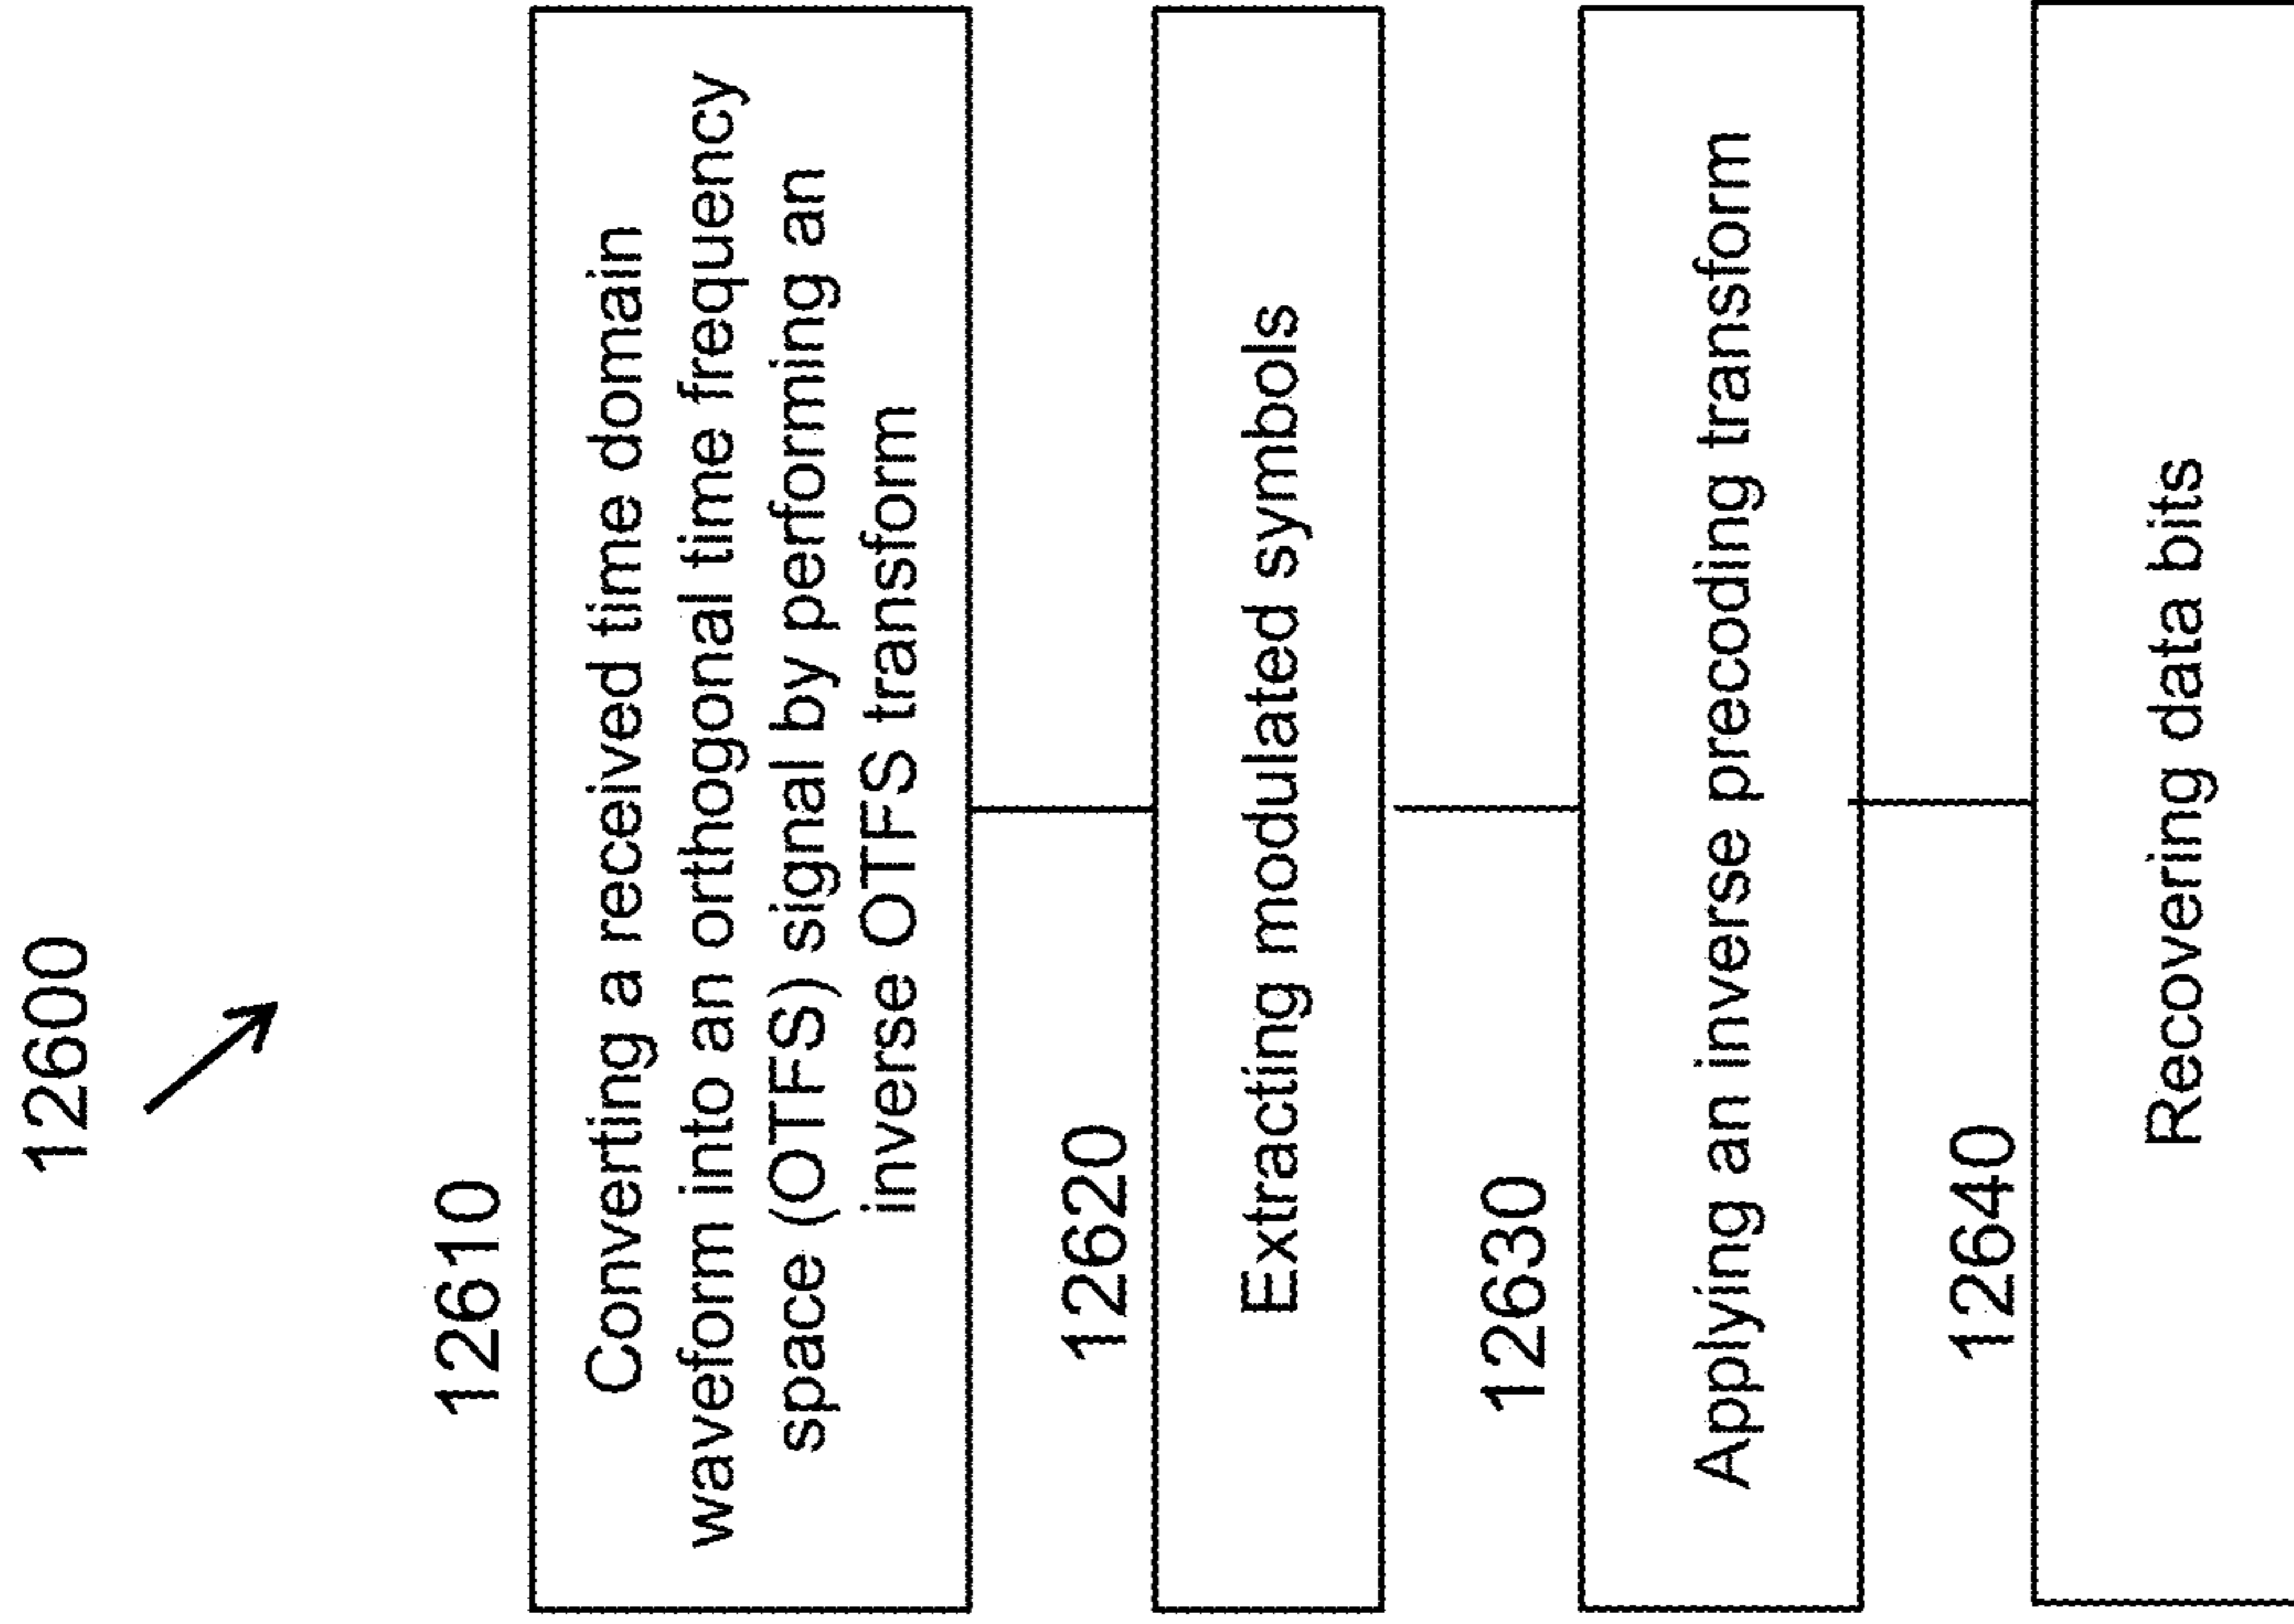 12600
12610
Converting a received time domain
waveform into an orthogonal time frequency
space (OTFS) signal by performing an
inverse OTFS transform
12620
Extracting modulated symbols
12630
Applying an inverse precoding transform
12640
Recovering data bits